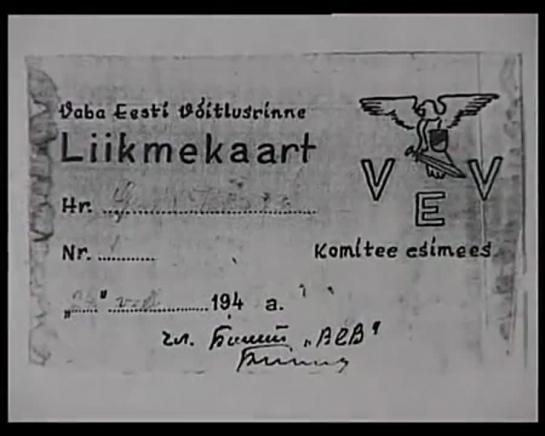 Vaba Eesti Võitlusrinne
Liikmekaart
V E V
Hr.
Nr.
Komitee esimees
194 a.
"ВЕВ"